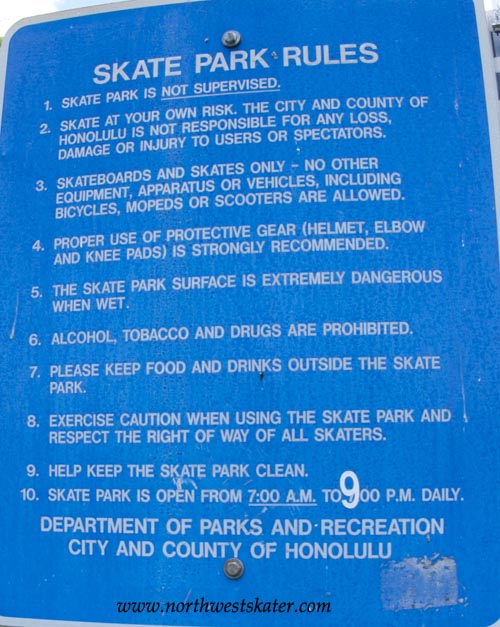 SKATE PARK RULES
1. SKATE PARK IS NOT SUPERVISED.
2. SKATE AT YOUR OWN RISK. THE CITY AND COUNTY OF
HONOLULU IS NOT RESPONSIBLE FOR ANY LOSS,
DAMAGE OR INJURY TO USERS OR SPECTATORS.
3. SKATEBOARDS AND SKATES ONLY – NO OTHER
EQUIPMENT, APPARATUS OR VEHICLES, INCLUDING
BICYCLES, MOPEDS OR SCOOTERS ARE ALLOWED.
4. PROPER USE OF PROTECTIVE GEAR (HELMET, ELBOW
AND KNEE PADS) IS STRONGLY RECOMMENDED.
5. THE SKATE PARK SURFACE IS EXTREMELY DANGEROUS
WHEN WET.
6. ALCOHOL, TOBACCO AND DRUGS ARE PROHIBITED.
7. PLEASE KEEP FOOD AND DRINKS OUTSIDE THE SKATE
PARK.
8. EXERCISE CAUTION WHEN USING THE SKATE PARK AND
RESPECT THE RIGHT OF WAY OF ALL SKATERS.
9. HELP KEEP THE SKATE PARK CLEAN.
10. SKATE PARK IS OPEN FROM 7:00 A.M. TO 9:00 P.M. DAILY.
DEPARTMENT OF PARKS AND RECREATION
CITY AND COUNTY OF HONOLULU
www.northwestskater.com